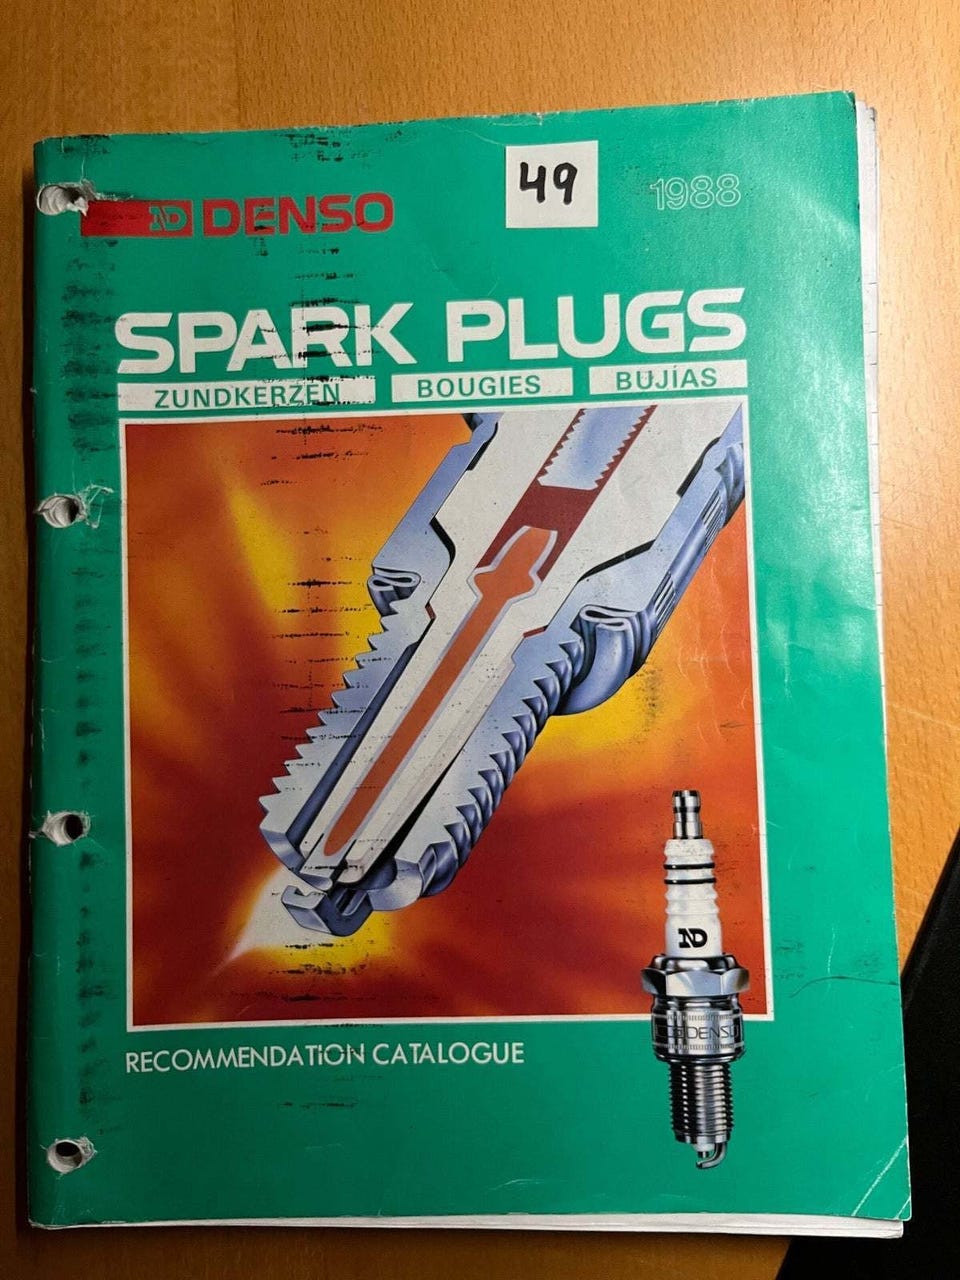 ND DENSO
49
1988
SPARK PLUGS
ZUNDKERZEN BOUGIES BUJÍAS
ND
DENSO
RECOMMENDATION CATALOGUE